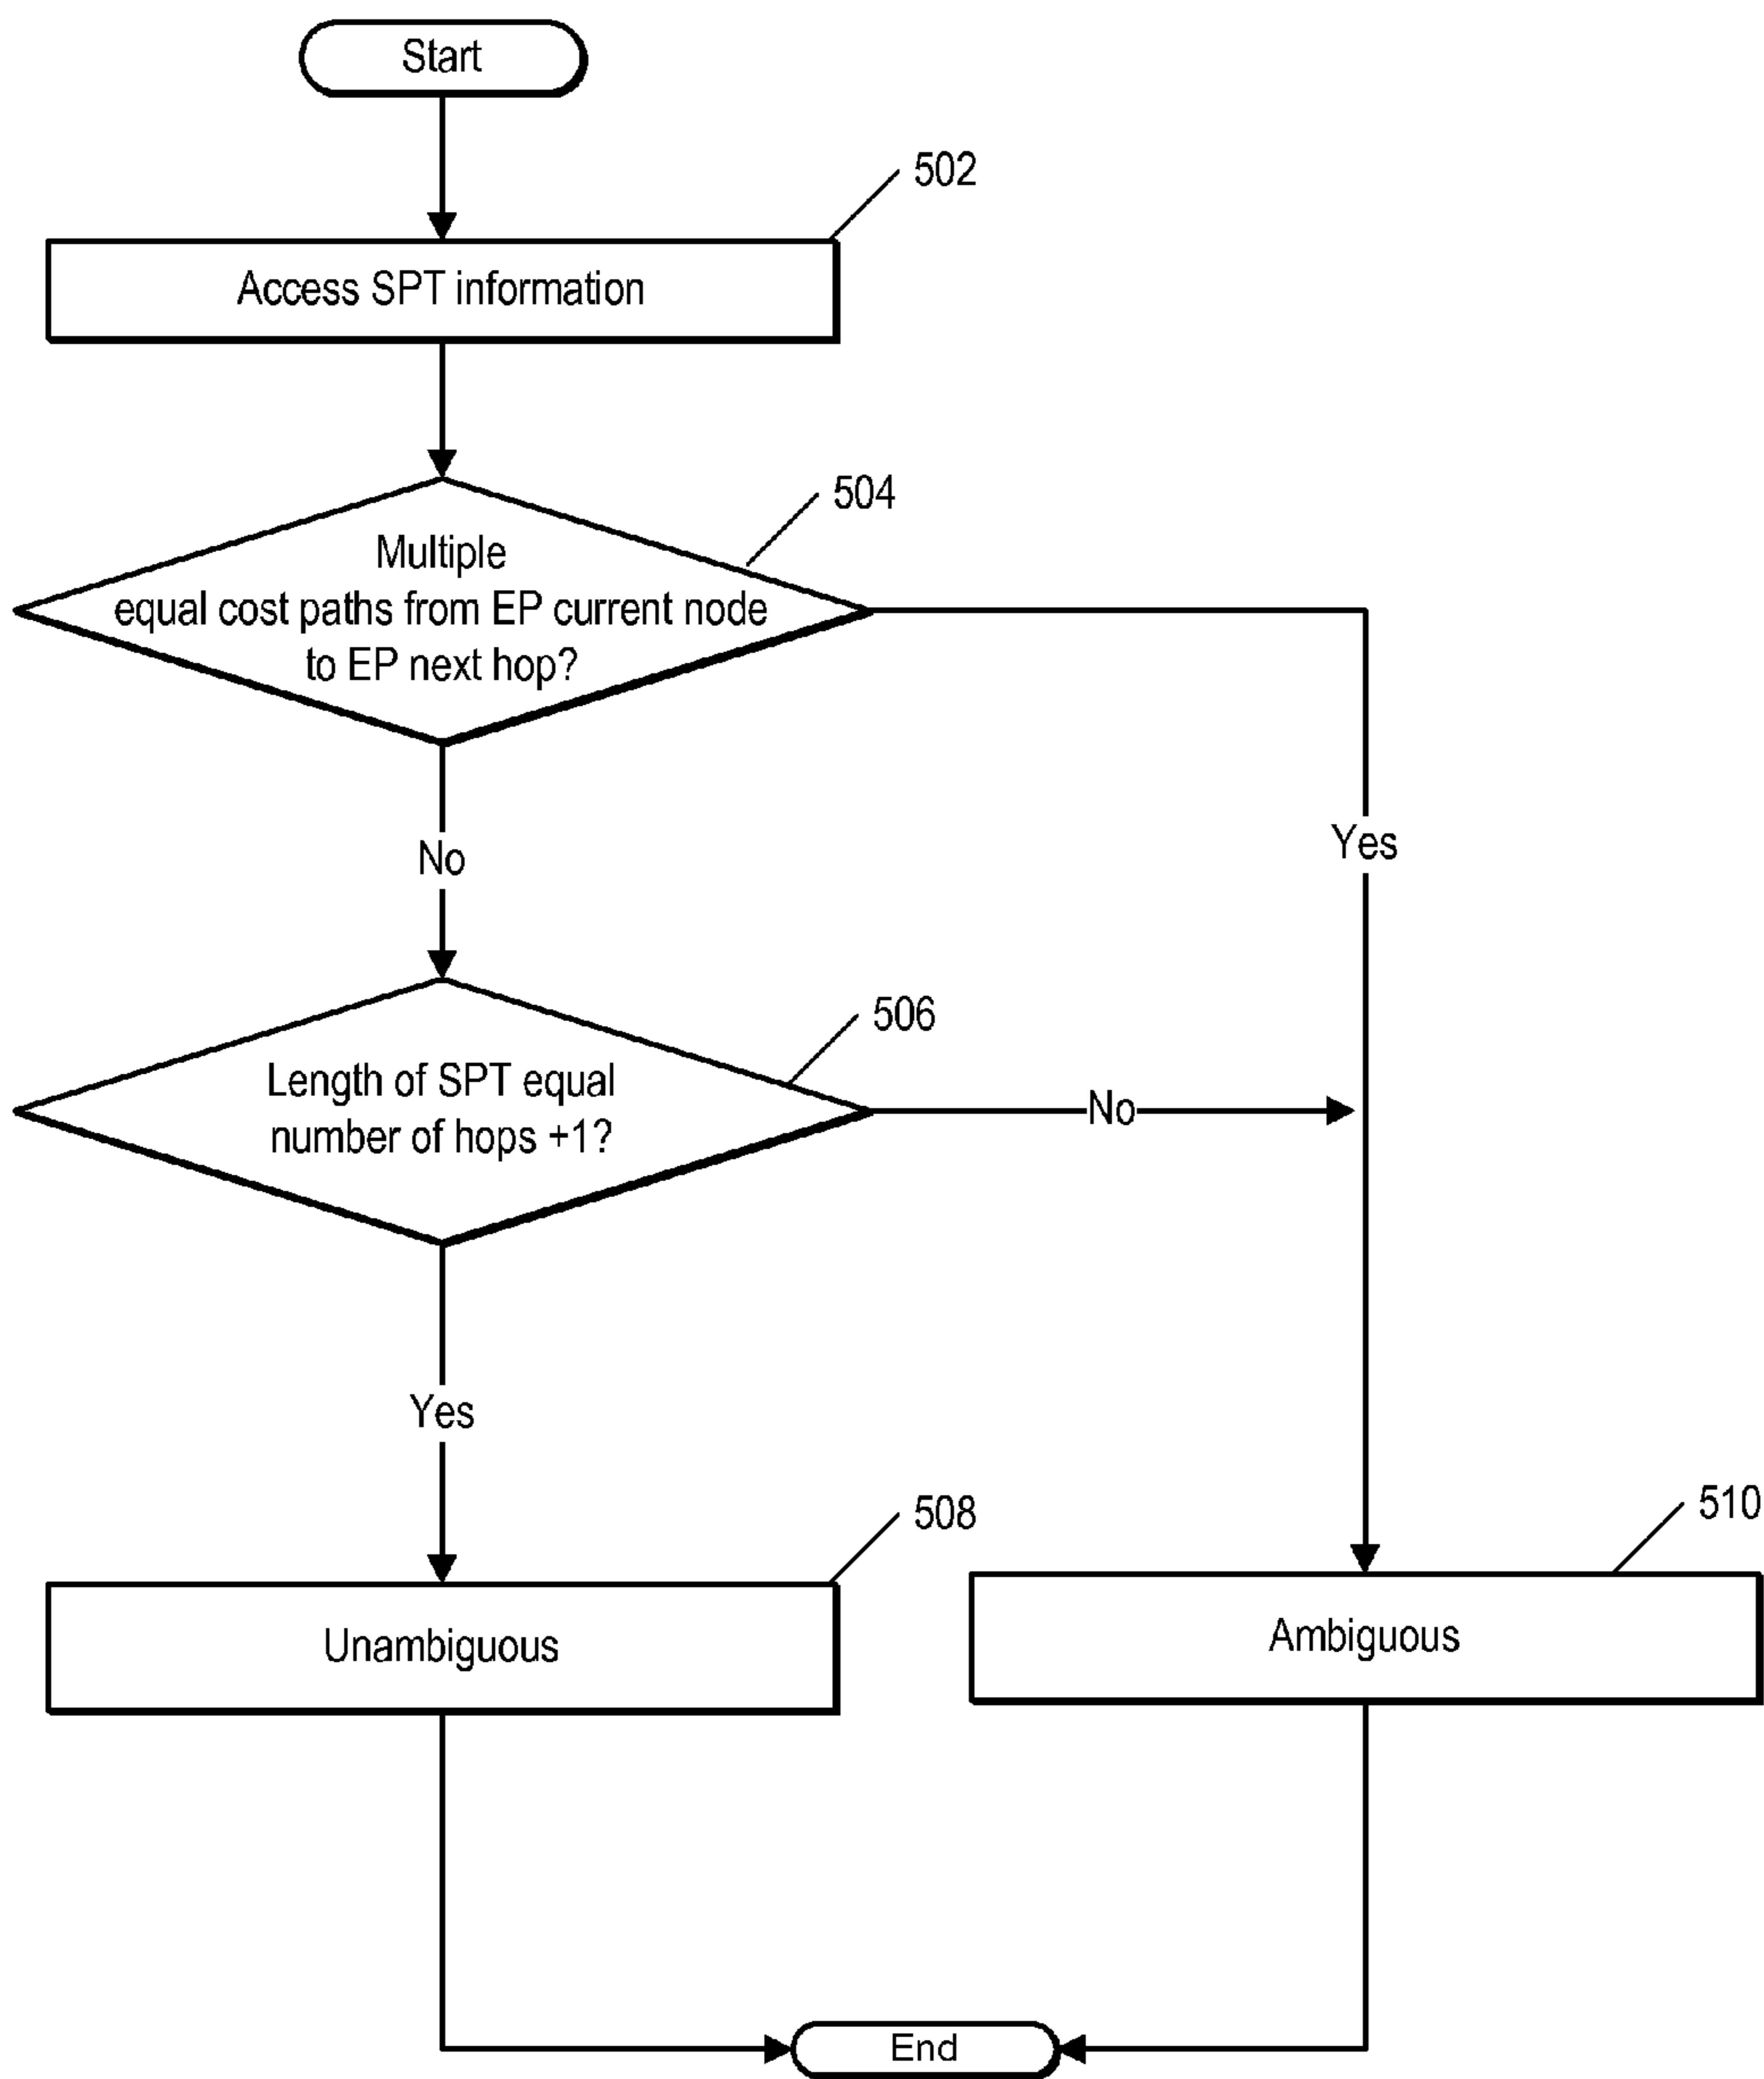 Start
502
Access SPT information
504
Multiple
equal cost paths from EP current node
to EP next hop?
No
Yes
506
Length of SPT equal
number of hops +1?
No
Yes
508
510
Unambiguous
Ambiguous
End